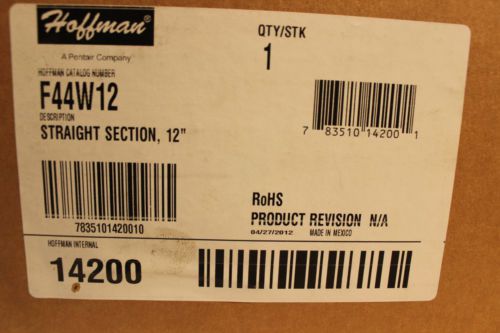 Hoffman
A Pentair Company
HOFFMAN CATALOG NUMBER
F44W12
DESCRIPTION
STRAIGHT SECTION, 12"
7835101420010
HOFFMAN INTERNAL
14200
QTY/STK
1
7 83510 14200 1
RoHS
PRODUCT REVISION N/A
04/27/2012 MADE IN MEXICO